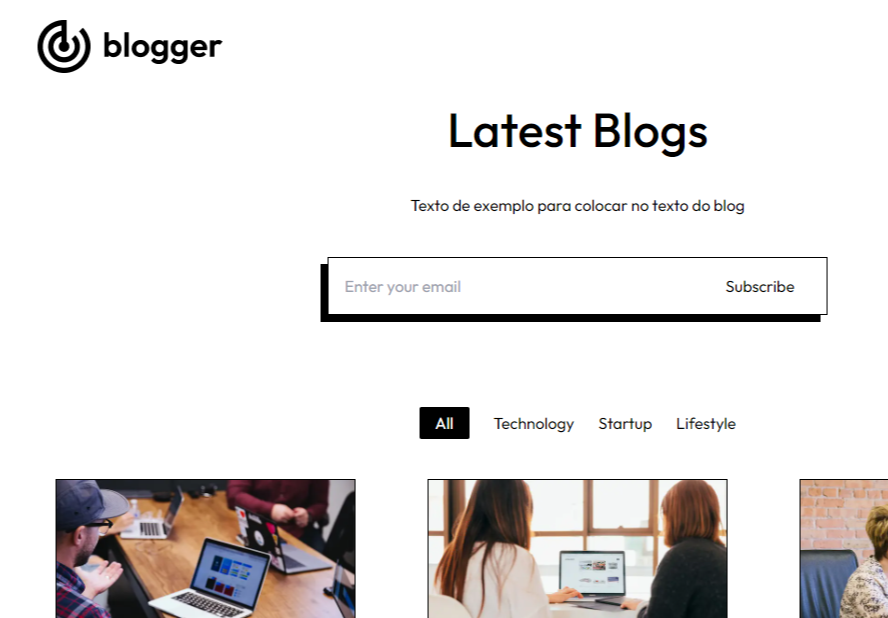 blogger
Latest Blogs
Texto de exemplo para colocar no texto do blog
Enter your email Subscribe
All Technology Startup Lifestyle